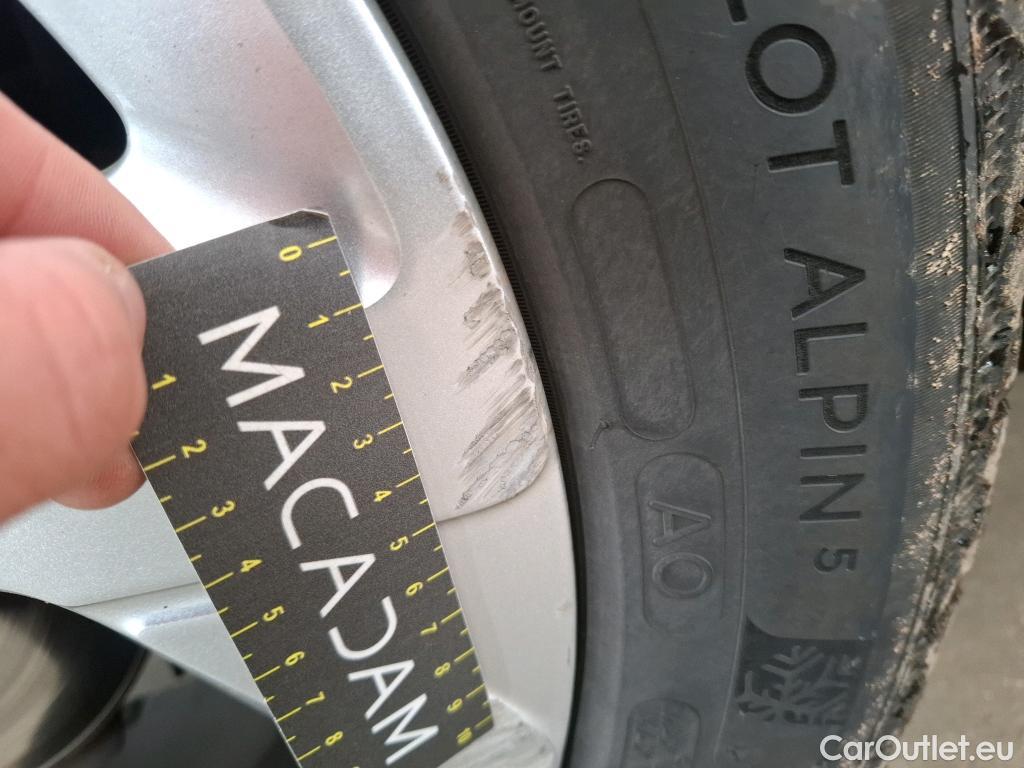 MOUNT TIRES.
LOT ALPIN 5
AO
0 1 2 3 4 5 6 7 8 9 10
MACADAM
1 2 3 4 5 6 7 8
CarOutlet.eu